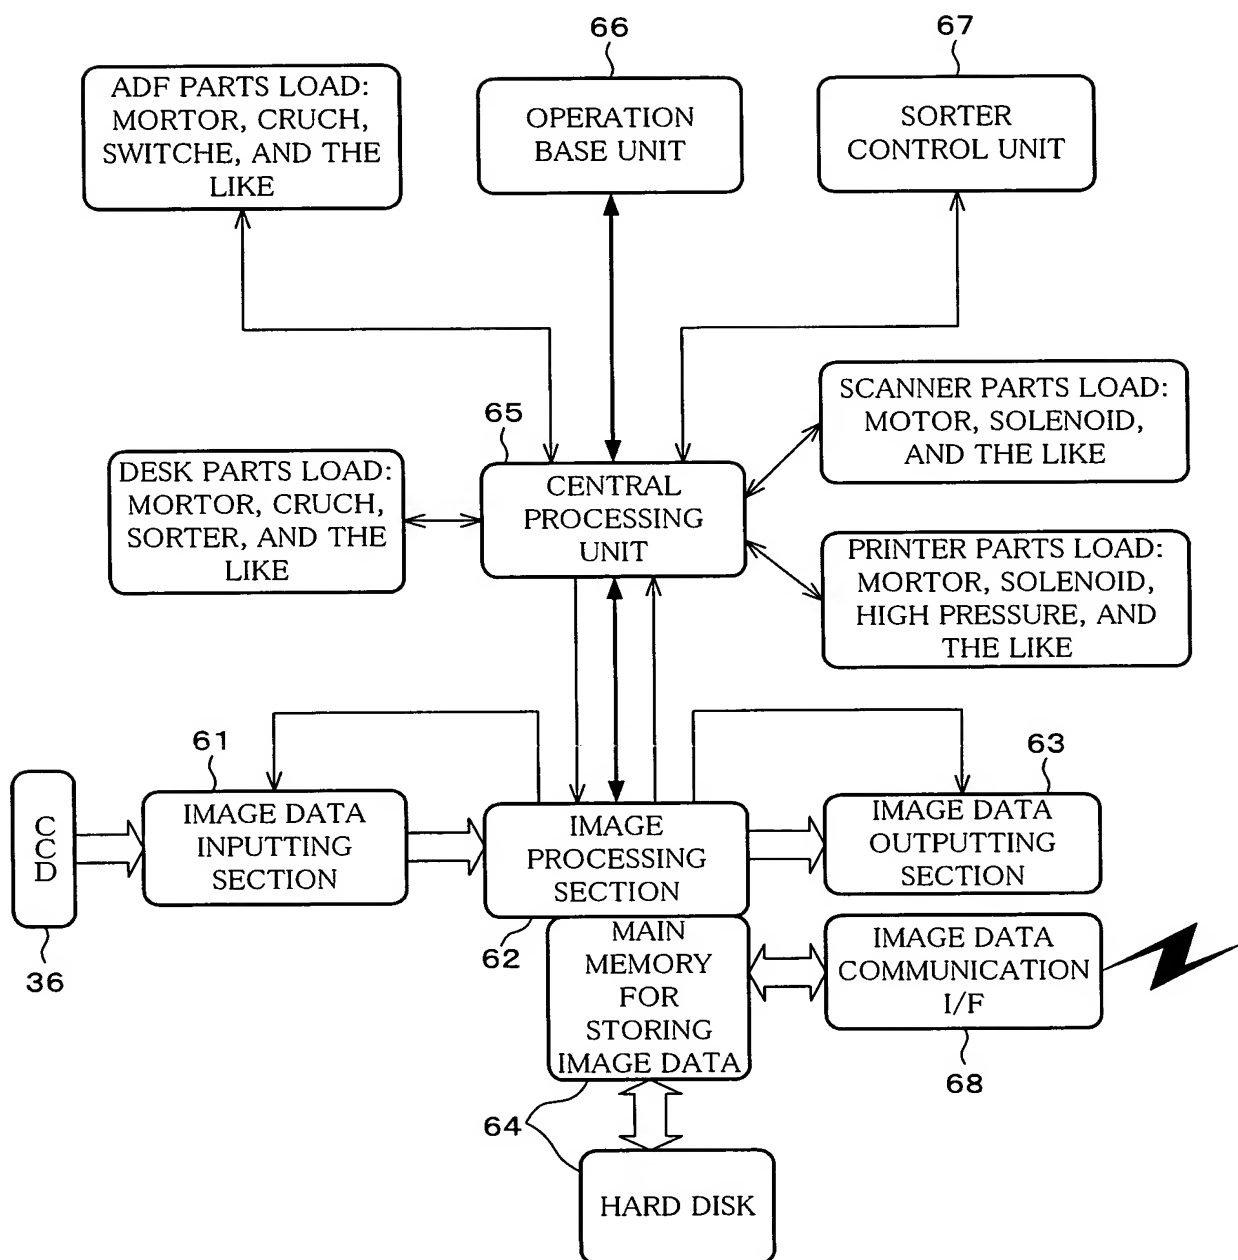 66
67
ADF PARTS LOAD:
MORTOR, CRUCH,
SWITCHE, AND THE
LIKE
OPERATION
BASE UNIT
SORTER
CONTROL UNIT
65
SCANNER PARTS LOAD:
MOTOR, SOLENOID,
AND THE LIKE
DESK PARTS LOAD:
MORTOR, CRUCH,
SORTER, AND THE
LIKE
CENTRAL
PROCESSING
UNIT
PRINTER PARTS LOAD:
MORTOR, SOLENOID,
HIGH PRESSURE, AND
THE LIKE
61
63
CCD
IMAGE DATA
INPUTTING
SECTION
IMAGE
PROCESSING
SECTION
IMAGE DATA
OUTPUTTING
SECTION
36
62
MAIN
MEMORY
FOR
STORING
IMAGE DATA
IMAGE DATA
COMMUNICATION
I/F
68
64
HARD DISK